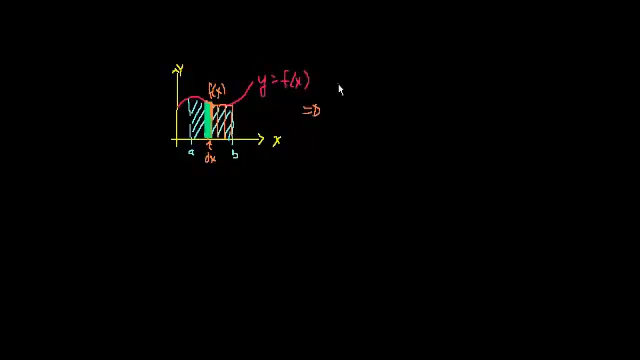 y
f(x)
y = f(x)
⇒
x
a
dx
b